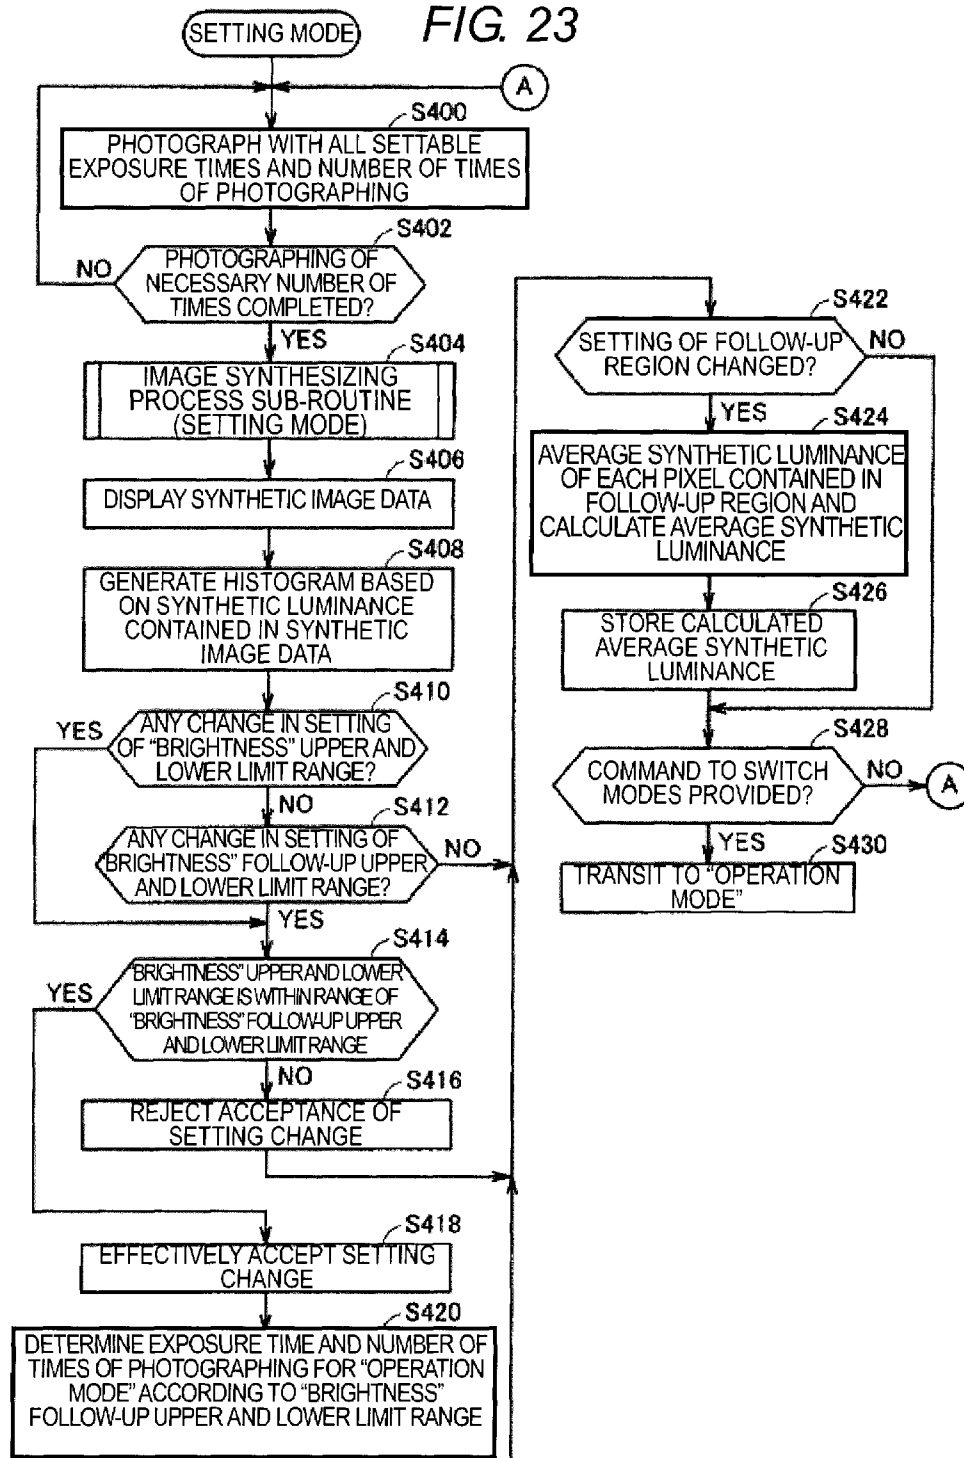 FIG. 23
SETTING MODE
A
S400
PHOTOGRAPH WITH ALL SETTABLE
EXPOSURE TIMES AND NUMBER OF TIMES
OF PHOTOGRAPHING
S402
PHOTOGRAPHING OF
NECESSARY NUMBER OF
TIMES COMPLETED?
NO
YES
S404
IMAGE SYNTHESIZING
PROCESS SUB-ROUTINE
(SETTING MODE)
S406
DISPLAY SYNTHETIC IMAGE DATA
S408
GENERATE HISTOGRAM BASED
ON SYNTHETIC LUMINANCE
CONTAINED IN SYNTHETIC
IMAGE DATA
S410
ANY CHANGE IN SETTING
OF "BRIGHTNESS" UPPER AND
LOWER LIMIT RANGE?
YES
NO
S412
ANY CHANGE IN SETTING OF
"BRIGHTNESS" FOLLOW-UP UPPER
AND LOWER LIMIT RANGE?
NO
YES
S414
"BRIGHTNESS" UPPER AND LOWER
LIMIT RANGE IS WITHIN RANGE OF
"BRIGHTNESS" FOLLOW-UP UPPER
AND LOWER LIMIT RANGE
YES
NO
S416
REJECT ACCEPTANCE OF
SETTING CHANGE
S418
EFFECTIVELY ACCEPT SETTING
CHANGE
S420
DETERMINE EXPOSURE TIME AND NUMBER OF
TIMES OF PHOTOGRAPHING FOR "OPERATION
MODE" ACCORDING TO "BRIGHTNESS"
FOLLOW-UP UPPER AND LOWER LIMIT RANGE
S422
SETTING OF FOLLOW-UP
REGION CHANGED?
NO
YES
S424
AVERAGE SYNTHETIC LUMINANCE
OF EACH PIXEL CONTAINED IN
FOLLOW-UP REGION AND
CALCULATE AVERAGE SYNTHETIC
LUMINANCE
S426
STORE CALCULATED
AVERAGE SYNTHETIC
LUMINANCE
S428
COMMAND TO SWITCH
MODES PROVIDED?
NO
A
YES
S430
TRANSIT TO "OPERATION
MODE"